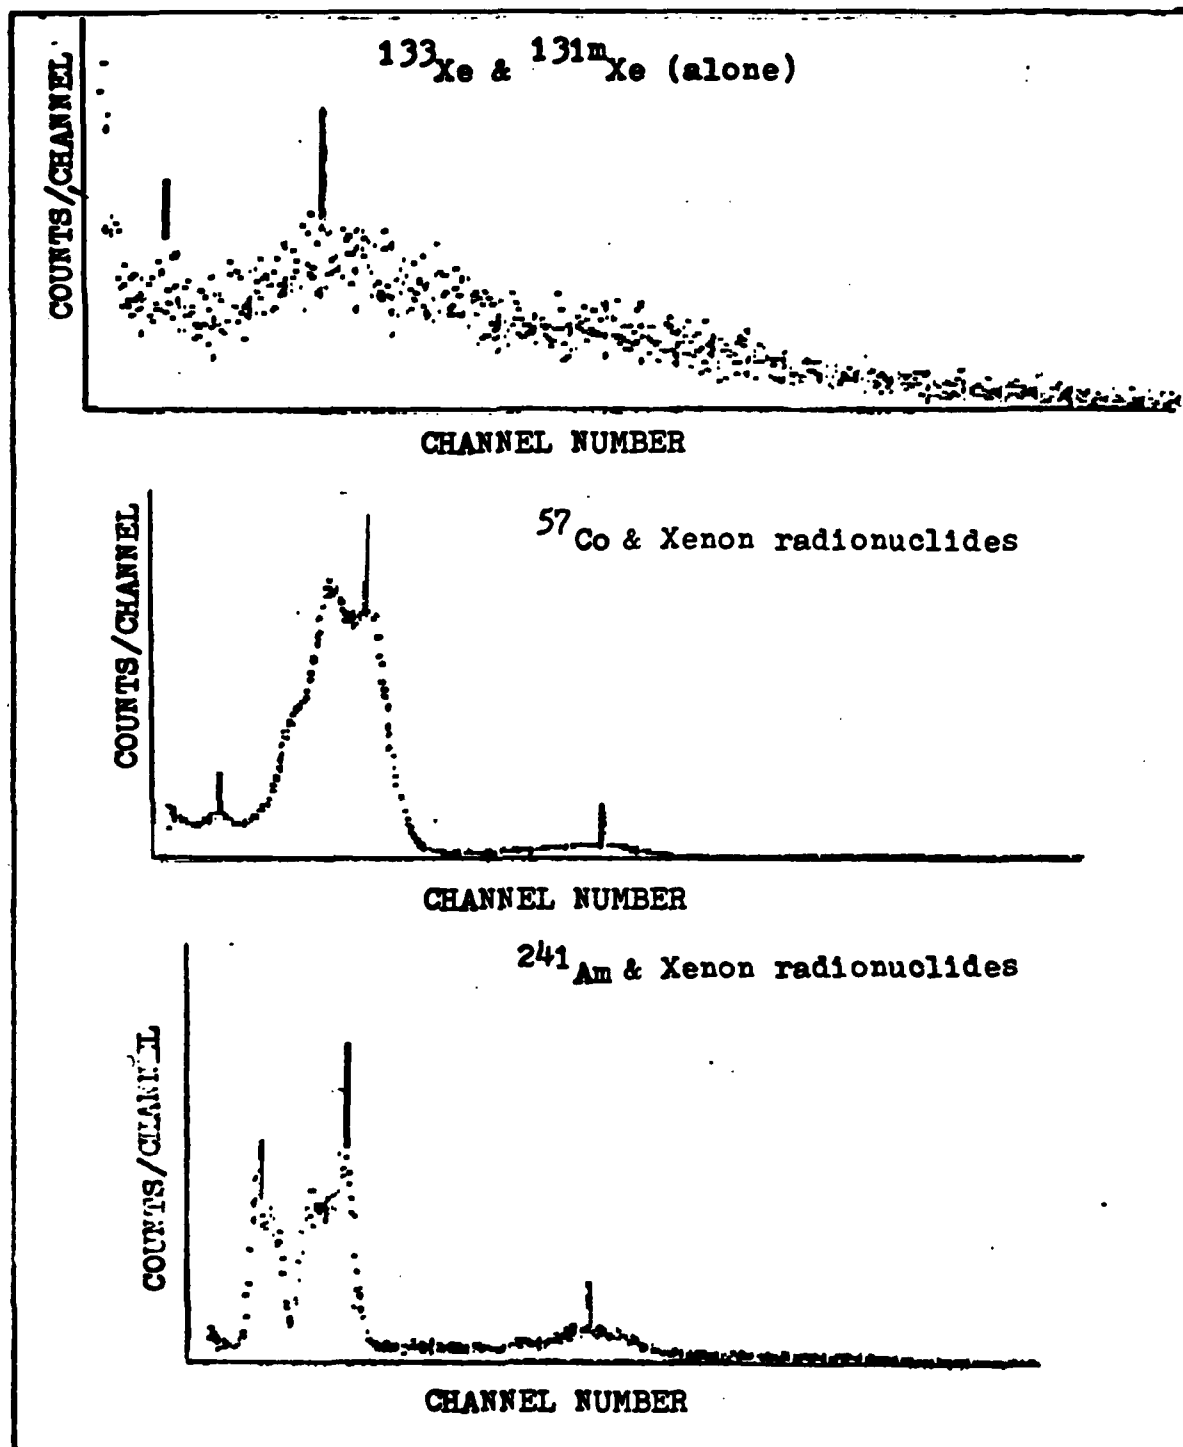 133Xe & 131mXe (alone)
COUNTS/CHANNEL
CHANNEL NUMBER
57Co & Xenon radionuclides
COUNTS/CHANNEL
CHANNEL NUMBER
241Am & Xenon radionuclides
COUNTS/CHANNEL
CHANNEL NUMBER